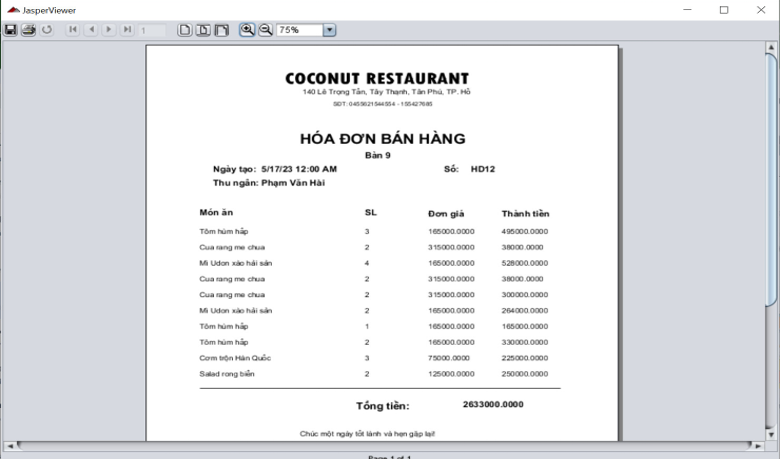 JasperViewer
1
75%
COCONUT RESTAURANT
140 Lê Trọng Tấn, Tây Thạnh, Tân Phú, TP. Hồ
SĐT: 0455621544554 - 155427685
HÓA ĐƠN BÁN HÀNG
Bàn 9
Ngày tạo: 5/17/23 12:00 AM Số: HD12
Thu ngân: Phạm Văn Hài
Món ăn SL Đơn giá Thành tiền
Tôm hùm hấp 3 165000.0000 495000.0000
Cua rang me chua 2 315000.0000 38000.0000
Mì Udon xào hải sản 4 165000.0000 528000.0000
Cua rang me chua 2 315000.0000 38000.0000
Cua rang me chua 2 315000.0000 300000.0000
Mì Udon xào hải sản 2 165000.0000 264000.0000
Tôm hùm hấp 1 165000.0000 165000.0000
Tôm hùm hấp 2 165000.0000 330000.0000
Cơm trộn Hàn Quốc 3 75000.0000 225000.0000
Salad rong biển 2 125000.0000 250000.0000
Tổng tiền: 2633000.0000
Chúc một ngày tốt lành và hẹn gặp lại!
Page 1 of 1